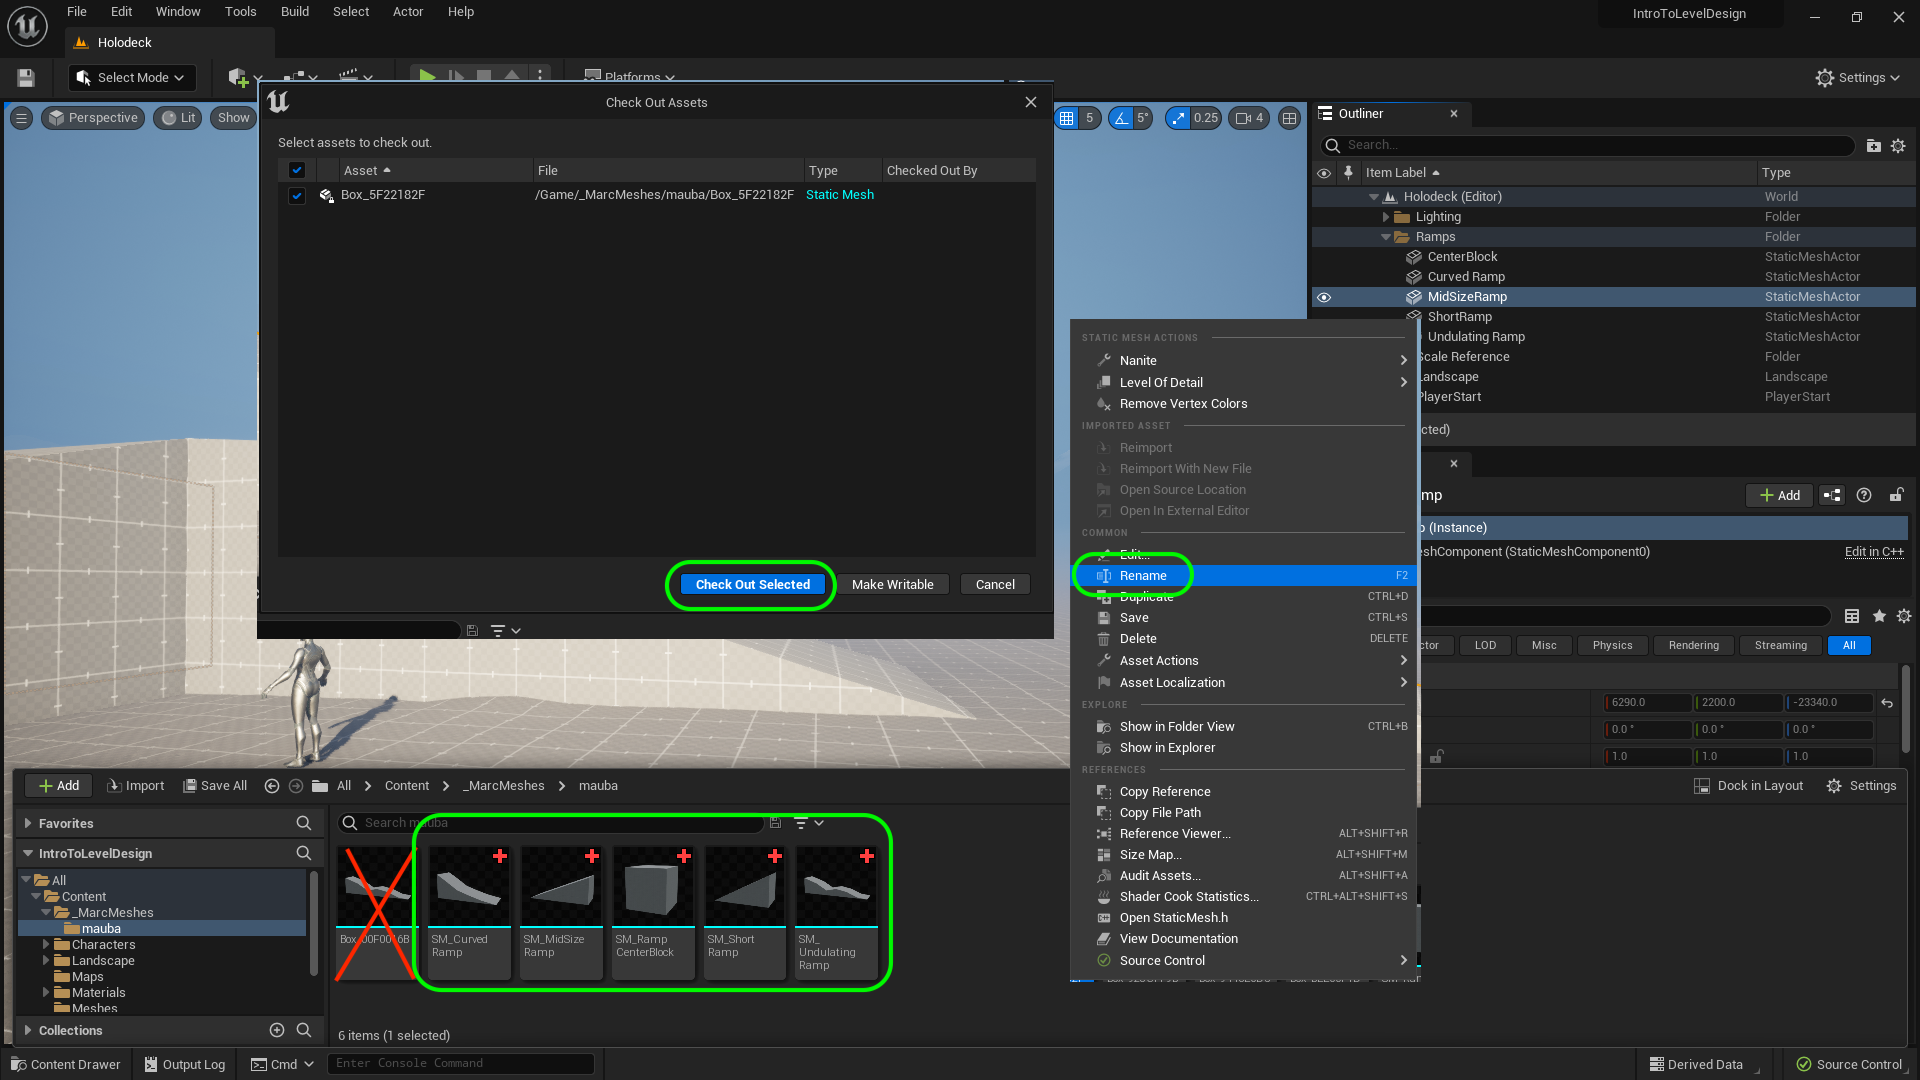 File Edit Window Tools Build Select Actor Help
IntroToLevelDesign
Holodeck
Select Mode
Platforms
Settings
Perspective
Lit
Show
5
5°
0.25
4
Check Out Assets
Select assets to check out.
Asset File Type Checked Out By
Box_5F22182F /Game/_MarcMeshes/mauba/Box_5F22182F Static Mesh
Check Out Selected
Make Writable
Cancel
Outliner
Search...
Item Label Type
Holodeck (Editor) World
Lighting Folder
Ramps Folder
CenterBlock StaticMeshActor
Curved Ramp StaticMeshActor
MidSizeRamp StaticMeshActor
ShortRamp StaticMeshActor
Undulating Ramp StaticMeshActor
Scale Reference Folder
Landscape Landscape
PlayerStart PlayerStart
cted)
mp
Add
(Instance)
shComponent (StaticMeshComponent0)
Edit in C++
ctor
LOD
Misc
Physics
Rendering
Streaming
All
6290.0 2200.0 -23340.0
0.0 ° 0.0 ° 0.0 °
1.0 1.0 1.0
STATIC MESH ACTIONS
Nanite
Level Of Detail
Remove Vertex Colors
IMPORTED ASSET
Reimport
Reimport With New File
Open Source Location
Open In External Editor
COMMON
Edit...
Rename F2
Duplicate CTRL+D
Save CTRL+S
Delete DELETE
Asset Actions
Asset Localization
EXPLORE
Show in Folder View CTRL+B
Show in Explorer
REFERENCES
Copy Reference
Copy File Path
Reference Viewer... ALT+SHIFT+R
Size Map... ALT+SHIFT+M
Audit Assets... ALT+SHIFT+A
Shader Cook Statistics... CTRL+ALT+SHIFT+S
Open StaticMesh.h
View Documentation
Source Control
Add
Import
Save All
All
Content
_MarcMeshes
mauba
Dock in Layout
Settings
Favorites
IntroToLevelDesign
All
Content
_MarcMeshes
mauba
Characters
Landscape
Maps
Materials
Meshes
Collections
Search mauba
SM_Curved
Ramp
SM_MidSize
Ramp
SM_Ramp
CenterBlock
SM_Short
Ramp
SM_
Undulating
Ramp
6 items (1 selected)
Content Drawer
Output Log
Cmd
Enter Console Command
Derived Data
Source Control